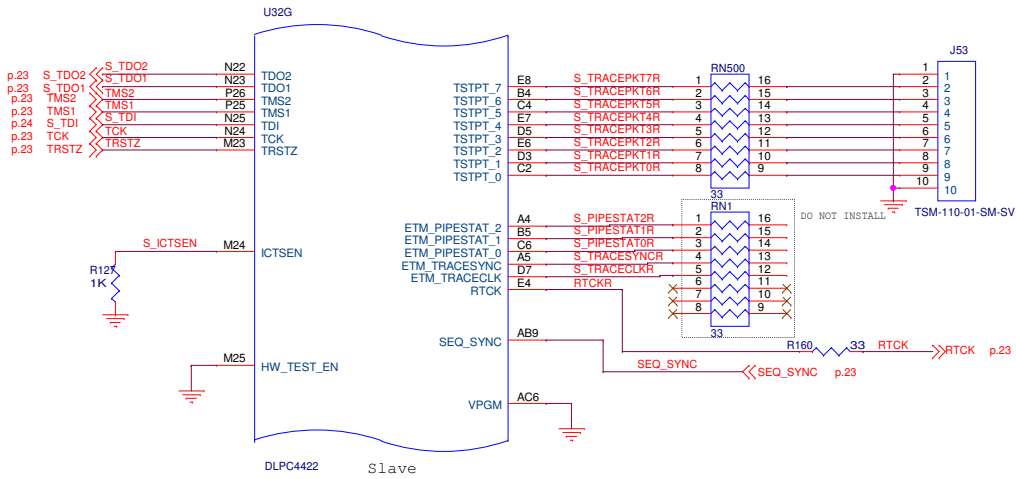 U32G
J53
p.23 S_TDO2 S_TDO2 N22 TDO2
p.23 S_TDO1 S_TDO1 N23 TDO1
p.23 TMS2 TMS2 P26 TMS2
p.23 TMS1 TMS1 P25 TMS1
p.24 S_TDI S_TDI N25 TDI
p.23 TCK TCK N24 TCK
p.23 TRSTZ TRSTZ M23 TRSTZ
RN500
TSTPT_7 E8 S_TRACEPKT7R 1 16
TSTPT_6 B4 S_TRACEPKT6R 2 15
TSTPT_5 C4 S_TRACEPKT5R 3 14
TSTPT_4 E7 S_TRACEPKT4R 4 13
TSTPT_3 D5 S_TRACEPKT3R 5 12
TSTPT_2 E6 S_TRACEPKT2R 6 11
TSTPT_1 D3 S_TRACEPKT1R 7 10
TSTPT_0 C2 S_TRACEPKT0R 8 9
33
1 1
2 2
3 3
4 4
5 5
6 6
7 7
8 8
9 9
10 10
TSM-110-01-SM-SV
RN1
DO NOT INSTALL
ETM_PIPESTAT_2 A4 S_PIPESTAT2R 1 16
ETM_PIPESTAT_1 B5 S_PIPESTAT1R 2 15
ETM_PIPESTAT_0 C6 S_PIPESTAT0R 3 14
ETM_TRACESYNC A5 S_TRACESYNCR 4 13
ETM_TRACECLK D7 S_TRACECLKR 5 12
RTCK E4 RTCKR 6 11
7 10
8 9
33
S_ICTSEN M24 ICTSEN
R127
1K
SEQ_SYNC AB9
R160 33 RTCK RTCK p.23
M25 HW_TEST_EN
SEQ_SYNC SEQ_SYNC p.23
VPGM AC6
DLPC4422 Slave